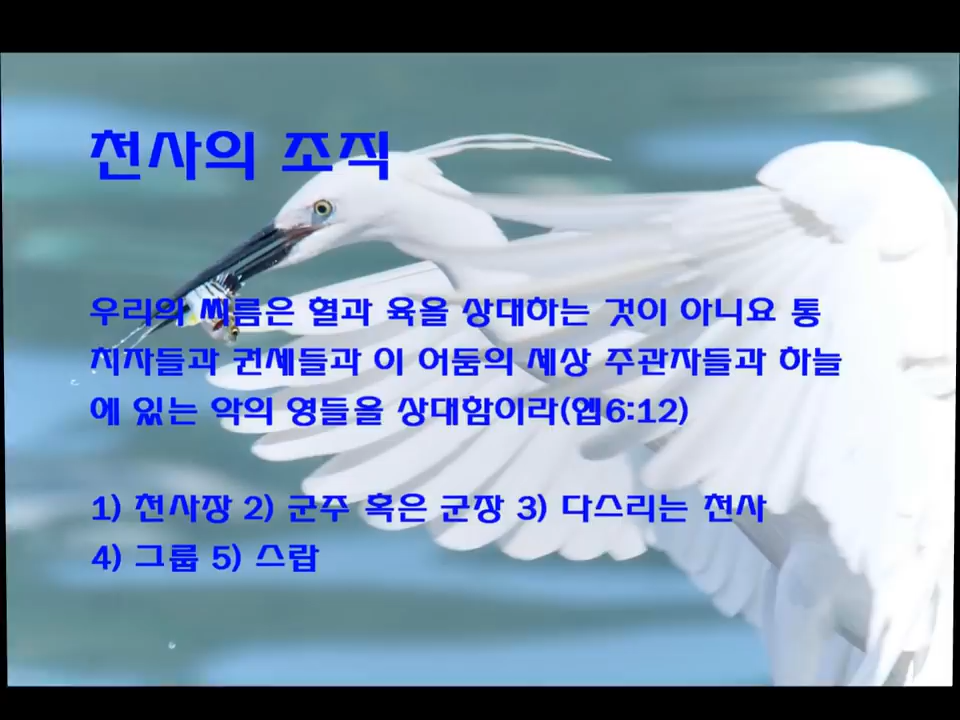 천사의 조직
우리의 씨름은 혈과 육을 상대하는 것이 아니요 통
치자들과 권세들과 이 어둠의 세상 주관자들과 하늘
에 있는 악의 영들을 상대함이라(엡6:12)
1) 천사장 2) 군주 혹은 군장 3) 다스리는 천사
4) 그룹 5) 스랍